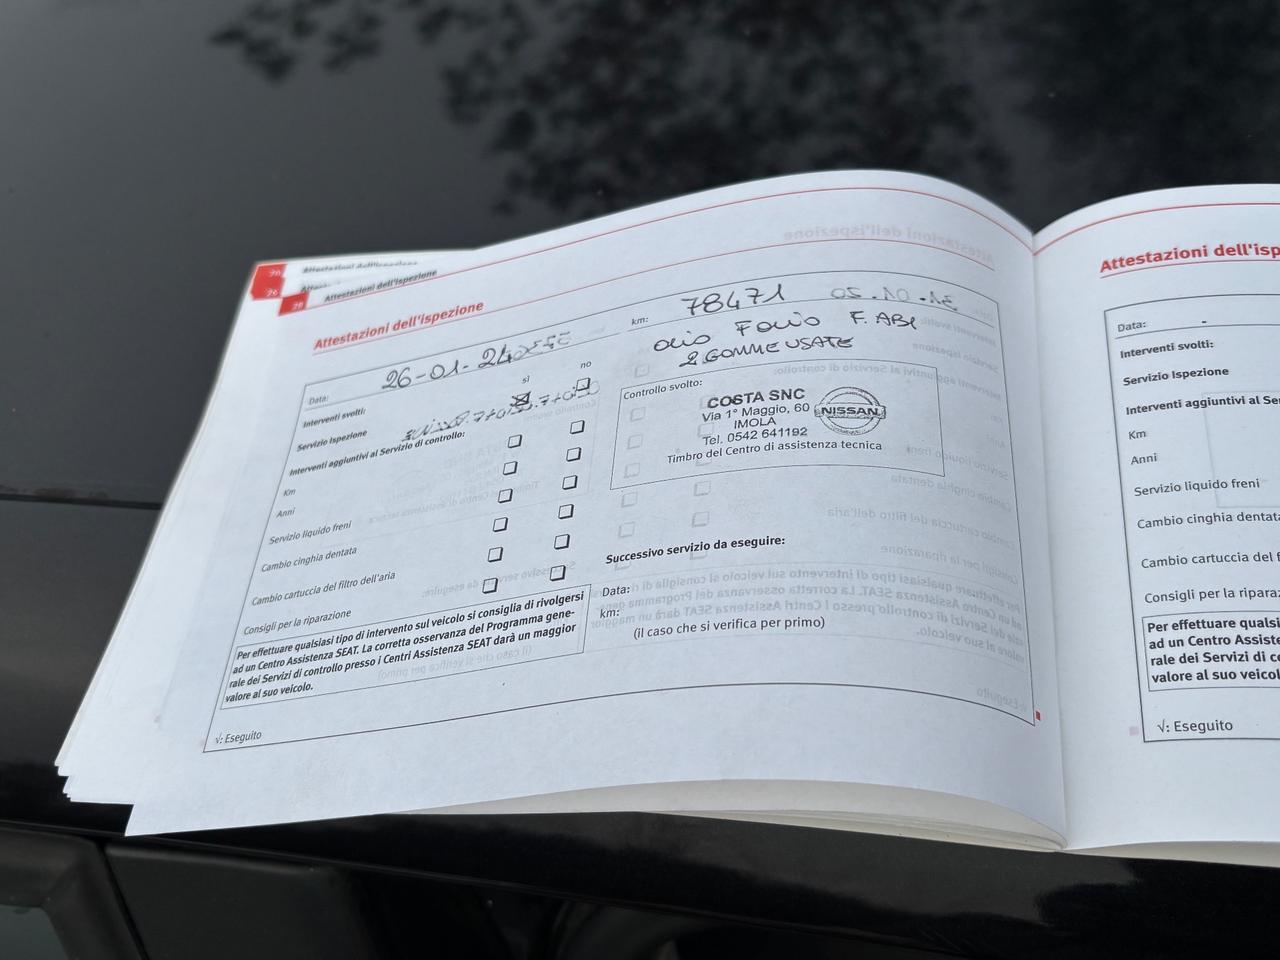 Attestazioni dell'ispezione
Attestazioni dell'ispezione
Attestazioni dell'ispezione
Data: 26-01-24
km: 78471
Interventi svolti:
olio F. ABI
sì no
2 GOMME USATE
Servizio Ispezione
Interventi aggiuntivi al Servizio di controllo:
Km
Anni
Servizio liquido freni
Cambio cinghia dentata
Cambio cartuccia del filtro dell'aria
Consigli per la riparazione
Controllo svolto:
COSTA SNC
Via 1° Maggio, 60
IMOLA
Tel. 0542 641192
NISSAN
Timbro del Centro di assistenza tecnica
Successivo servizio da eseguire:
Data:
km:
(il caso che si verifica per primo)
Per effettuare qualsiasi tipo di intervento sul veicolo si consiglia di rivolgersi
ad un Centro Assistenza SEAT. La corretta osservanza del Programma gene-
rale dei Servizi di controllo presso i Centri Assistenza SEAT darà un maggior
valore al suo veicolo.
√: Eseguito
Attestazioni dell'isp
Data: -
Interventi svolti:
Servizio Ispezione
Interventi aggiuntivi al Se
Km
Anni
Servizio liquido freni
Cambio cinghia dentata
Cambio cartuccia del f
Consigli per la ripara
Per effettuare qualsi
ad un Centro Assiste
rale dei Servizi di co
valore al suo veicol
√: Eseguito